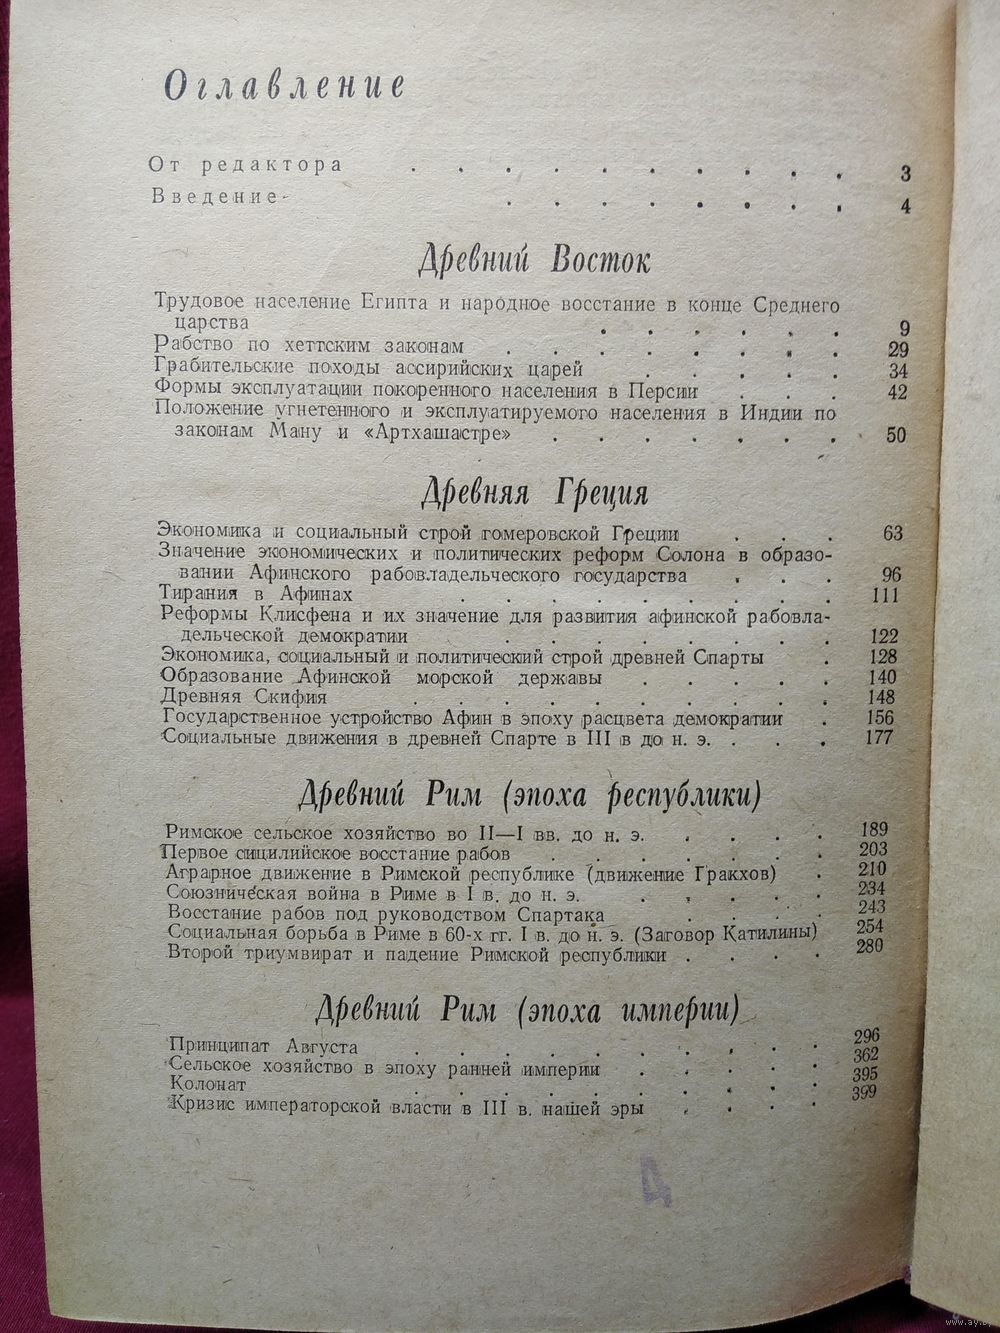 Оглавление
От редактора . . . . . . . . . . 3
Введение . . . . . . . . 4
Древний Восток
Трудовое население Египта и народное восстание в конце Среднего
царства . . . . . . 9
Рабство по хеттским законам . . . . . . . . 29
Грабительские походы ассирийских царей . . . . . 34
Формы эксплуатации покоренного населения в Персии . . . 42
Положение угнетенного и эксплуатируемого населения в Индии по
законам Ману и «Артхашастре» . . . . . . . 50
Древняя Греция
Экономика и социальный строй гомеровской Греции . . . 63
Значение экономических и политических реформ Солона в образо-
вании Афинского рабовладельческого государства . . . 96
Тирания в Афинах . . . . . . . . . 111
Реформы Клисфена и их значение для развития афинской рабовла-
дельческой демократии . . . . . . . . 122
Экономика, социальный и политический строй древней Спарты . 128
Образование Афинской морской державы . . . . . 140
Древняя Скифия . . . . . . . . . . 148
Государственное устройство Афин в эпоху расцвета демократии . 156
Социальные движения в древней Спарте в III в до н. э. . . . 177
Древний Рим (эпоха республики)
Римское сельское хозяйство во II—I вв. до н. э. . . . . 189
Первое сицилийское восстание рабов . . . . . . . 203
Аграрное движение в Римской республике (движение Гракхов) . 210
Союзническая война в Риме в I в. до н. э. . . . . . 234
Восстание рабов под руководством Спартака . . . . 243
Социальная борьба в Риме в 60-х гг. I в. до н. э. (Заговор Катилины) 254
Второй триумвират и падение Римской республики . . . . 280
Древний Рим (эпоха империи)
Принципат Августа . . . . . . . . . . 296
Сельское хозяйство в эпоху ранней империи . . . . . 362
Колонат . . . . . . . . . . 395
Кризис императорской власти в III в. нашей эры . . . . 399
Д
www.ay.by